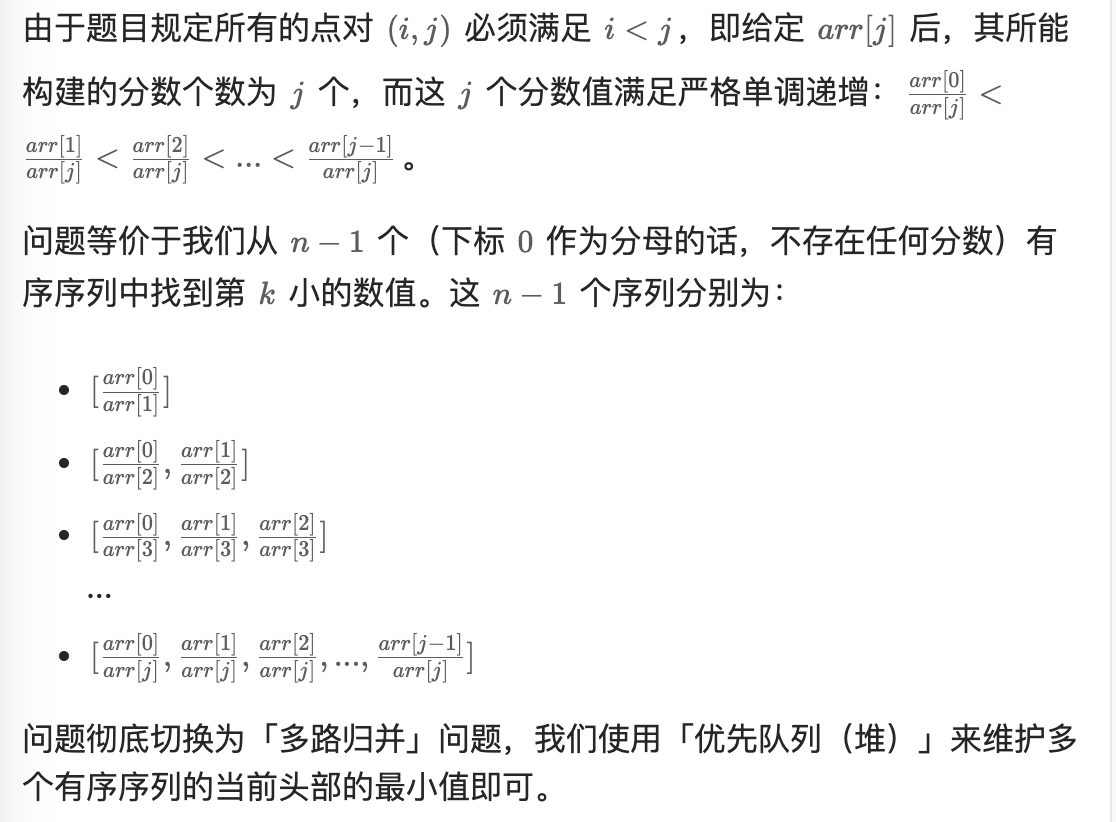 由于题目规定所有的点对 (i, j) 必须满足 i < j，即给定 arr[j] 后，其所能
构建的分数个数为 j 个，而这 j 个分数值满足严格单调递增： \frac{arr[0]}{arr[j]} <
\frac{arr[1]}{arr[j]} < \frac{arr[2]}{arr[j]} < ... < \frac{arr[j−1]}{arr[j]} 。
问题等价于我们从 n − 1 个（下标 0 作为分母的话，不存在任何分数）有
序序列中找到第 k 小的数值。这 n − 1 个序列分别为：
• [\frac{arr[0]}{arr[1]}]
• [\frac{arr[0]}{arr[2]}, \frac{arr[1]}{arr[2]}]
• [\frac{arr[0]}{arr[3]}, \frac{arr[1]}{arr[3]}, \frac{arr[2]}{arr[3]}]
...
• [\frac{arr[0]}{arr[j]}, \frac{arr[1]}{arr[j]}, \frac{arr[2]}{arr[j]}, ..., \frac{arr[j−1]}{arr[j]}]
问题彻底切换为「多路归并」问题，我们使用「优先队列（堆）」来维护多
个有序序列的当前头部的最小值即可。